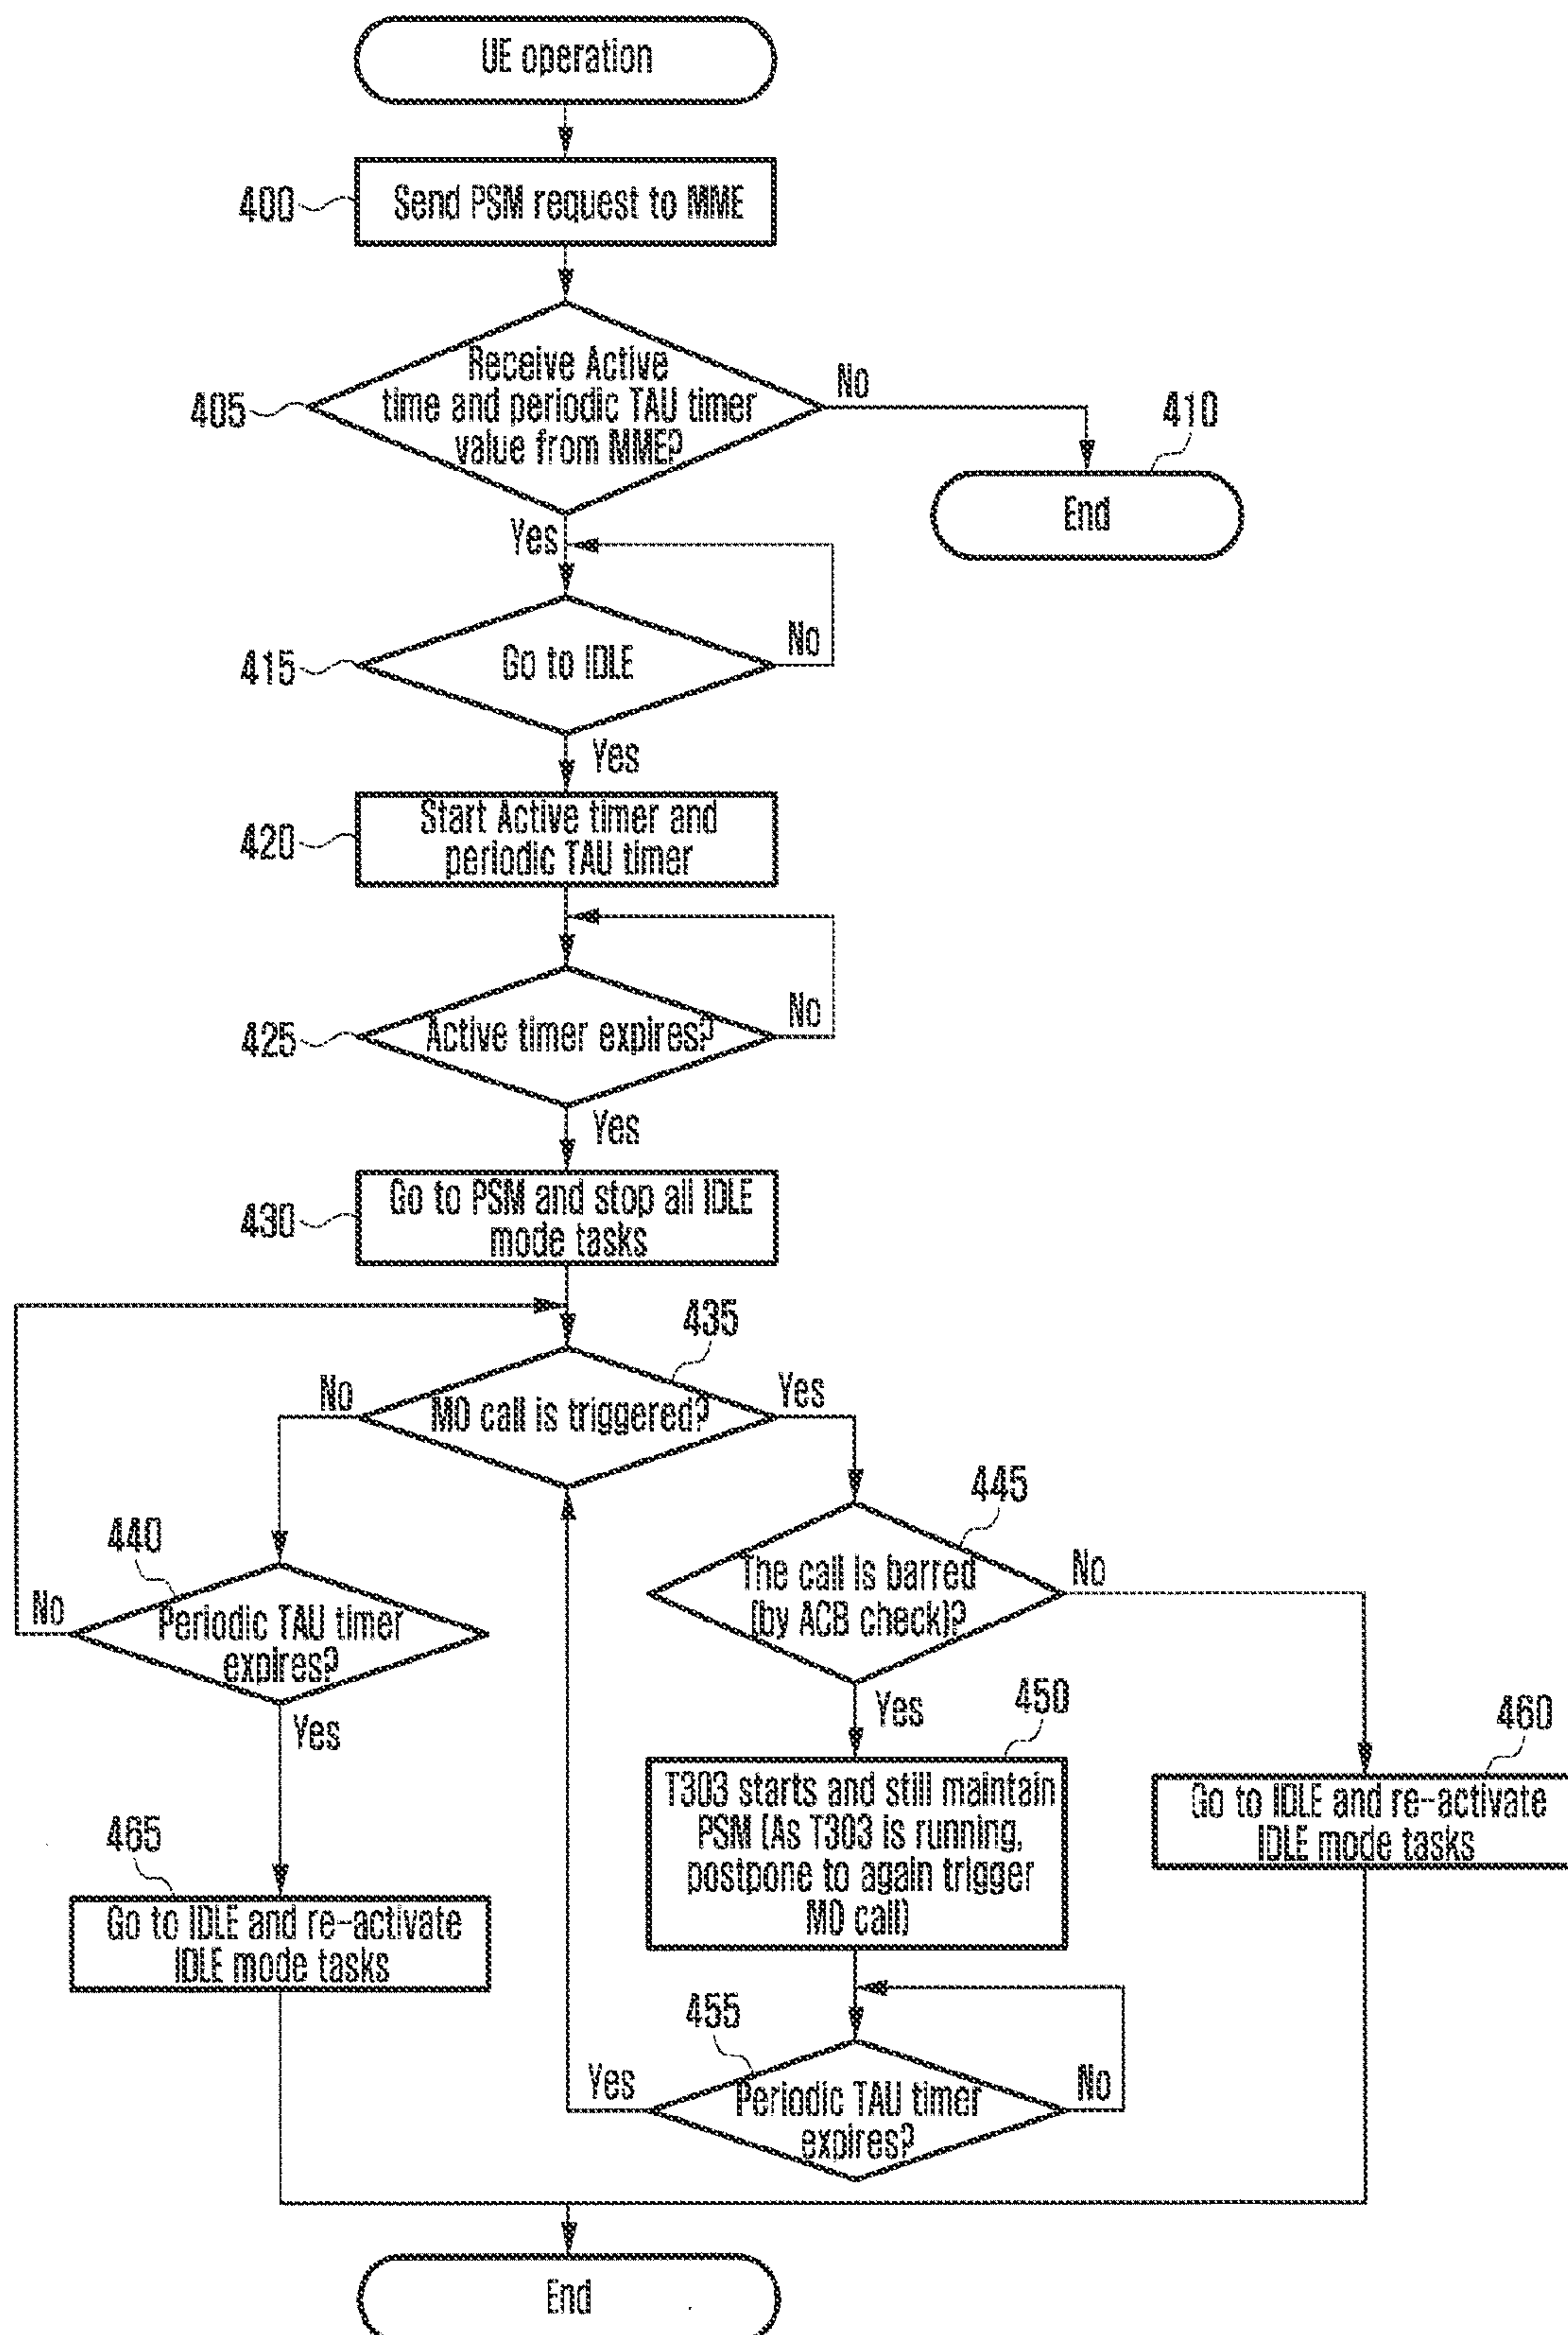 UE operation
400
Send PSM request to MME
405
Receive Active
time and periodic TAU timer
value from MME?
No
410
End
Yes
415
Go to IDLE
No
Yes
420
Start Active timer and
periodic TAU timer
425
Active timer expires?
No
Yes
430
Go to PSM and stop all IDLE
mode tasks
435
No
MO call is triggered?
Yes
440
No
Periodic TAU timer
expires?
Yes
445
The call is barred
(by ACB check)?
No
Yes
450
T303 starts and still maintain
PSM (As T303 is running,
postpone to again trigger
MO call)
460
Go to IDLE and re-activate
IDLE mode tasks
465
Go to IDLE and re-activate
IDLE mode tasks
455
Yes
Periodic TAU timer
expires?
No
End